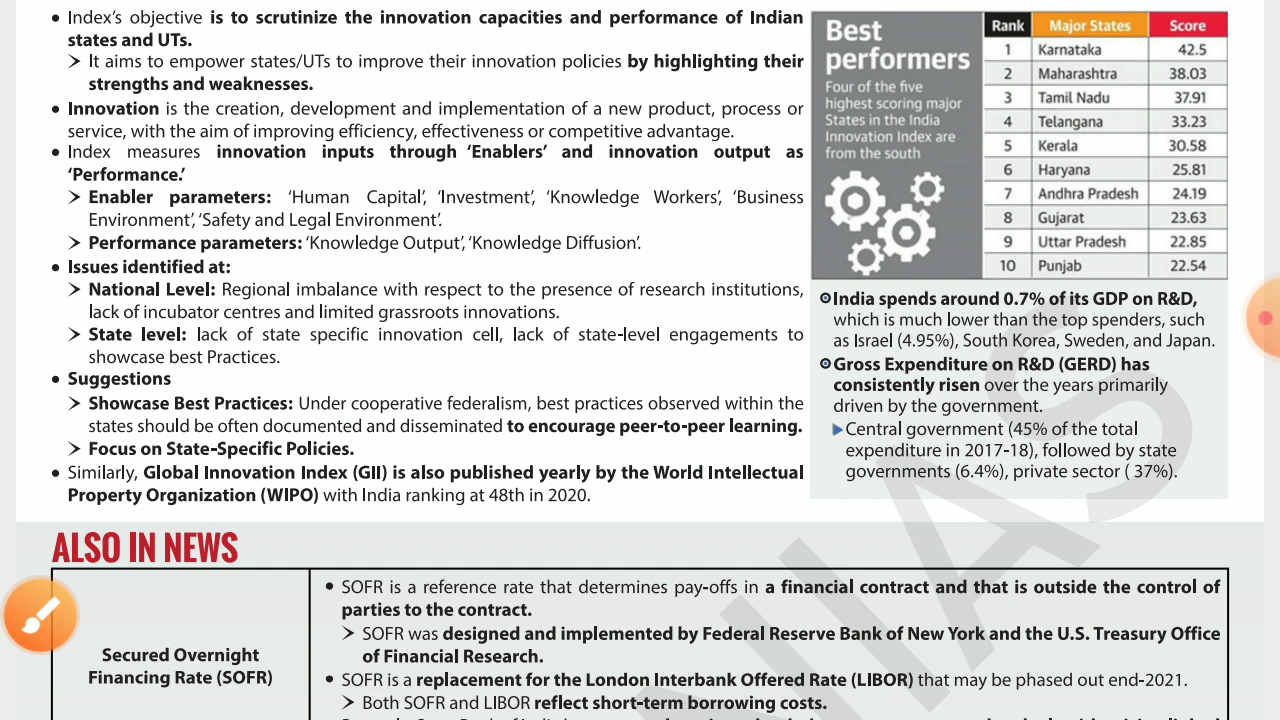 • Index's objective is to scrutinize the innovation capacities and performance of Indian
states and UTs.
➤ It aims to empower states/UTs to improve their innovation policies by highlighting their
strengths and weaknesses.
• Innovation is the creation, development and implementation of a new product, process or
service, with the aim of improving efficiency, effectiveness or competitive advantage.
• Index measures innovation inputs through 'Enablers' and innovation output as
'Performance.'
➤ Enabler parameters: 'Human Capital', 'Investment', 'Knowledge Workers', 'Business
Environment', 'Safety and Legal Environment'.
➤ Performance parameters: 'Knowledge Output', 'Knowledge Diffusion'.
• Issues identified at:
➤ National Level: Regional imbalance with respect to the presence of research institutions,
lack of incubator centres and limited grassroots innovations.
➤ State level: lack of state specific innovation cell, lack of state-level engagements to
showcase best Practices.
• Suggestions
➤ Showcase Best Practices: Under cooperative federalism, best practices observed within the
states should be often documented and disseminated to encourage peer-to-peer learning.
➤ Focus on State-Specific Policies.
• Similarly, Global Innovation Index (GII) is also published yearly by the World Intellectual
Property Organization (WIPO) with India ranking at 48th in 2020.
Best
performers
Four of the five
highest scoring major
States in the India
Innovation Index are
from the south
Rank Major States Score
1 Karnataka 42.5
2 Maharashtra 38.03
3 Tamil Nadu 37.91
4 Telangana 33.23
5 Kerala 30.58
6 Haryana 25.81
7 Andhra Pradesh 24.19
8 Gujarat 23.63
9 Uttar Pradesh 22.85
10 Punjab 22.54
India spends around 0.7% of its GDP on R&D,
which is much lower than the top spenders, such
as Israel (4.95%), South Korea, Sweden, and Japan.
Gross Expenditure on R&D (GERD) has
consistently risen over the years primarily
driven by the government.
Central government (45% of the total
expenditure in 2017-18), followed by state
governments (6.4%), private sector ( 37%).
ALSO IN NEWS
Secured Overnight
Financing Rate (SOFR)
• SOFR is a reference rate that determines pay-offs in a financial contract and that is outside the control of
parties to the contract.
➤ SOFR was designed and implemented by Federal Reserve Bank of New York and the U.S. Treasury Office
of Financial Research.
• SOFR is a replacement for the London Interbank Offered Rate (LIBOR) that may be phased out end-2021.
➤ Both SOFR and LIBOR reflect short-term borrowing costs.
NIAS